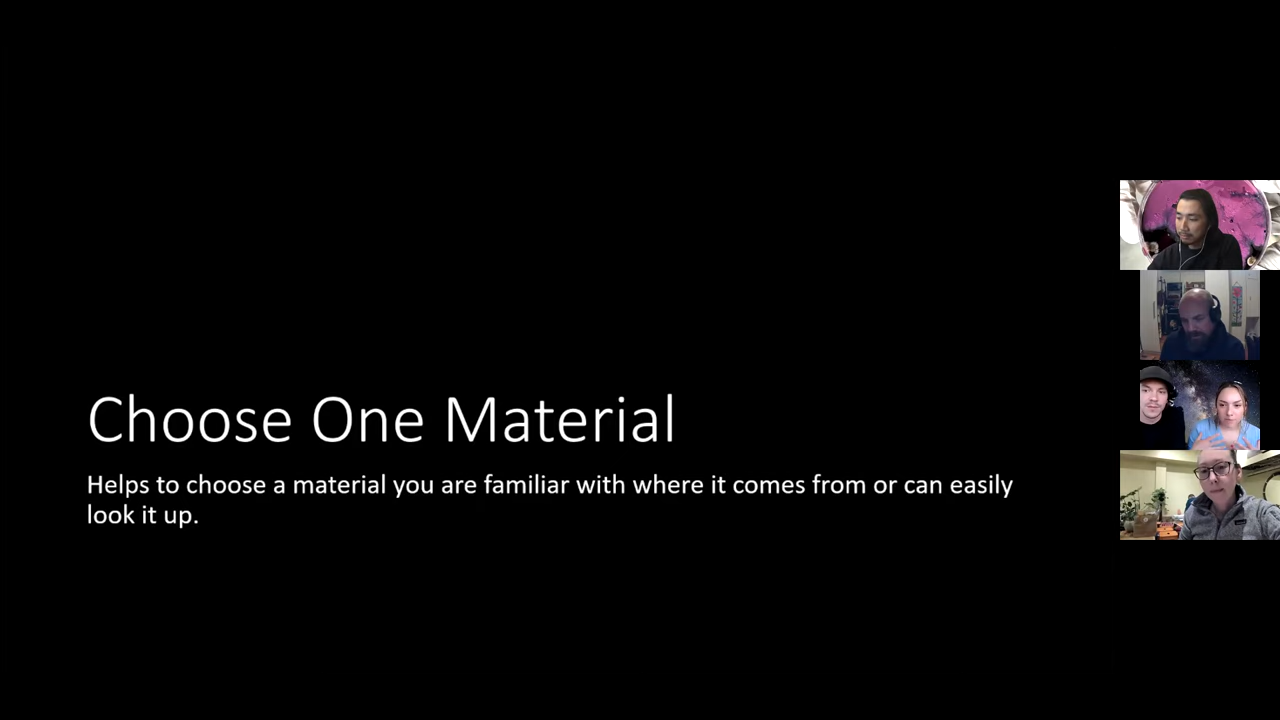 Choose One Material
Helps to choose a material you are familiar with where it comes from or can easily
look it up.